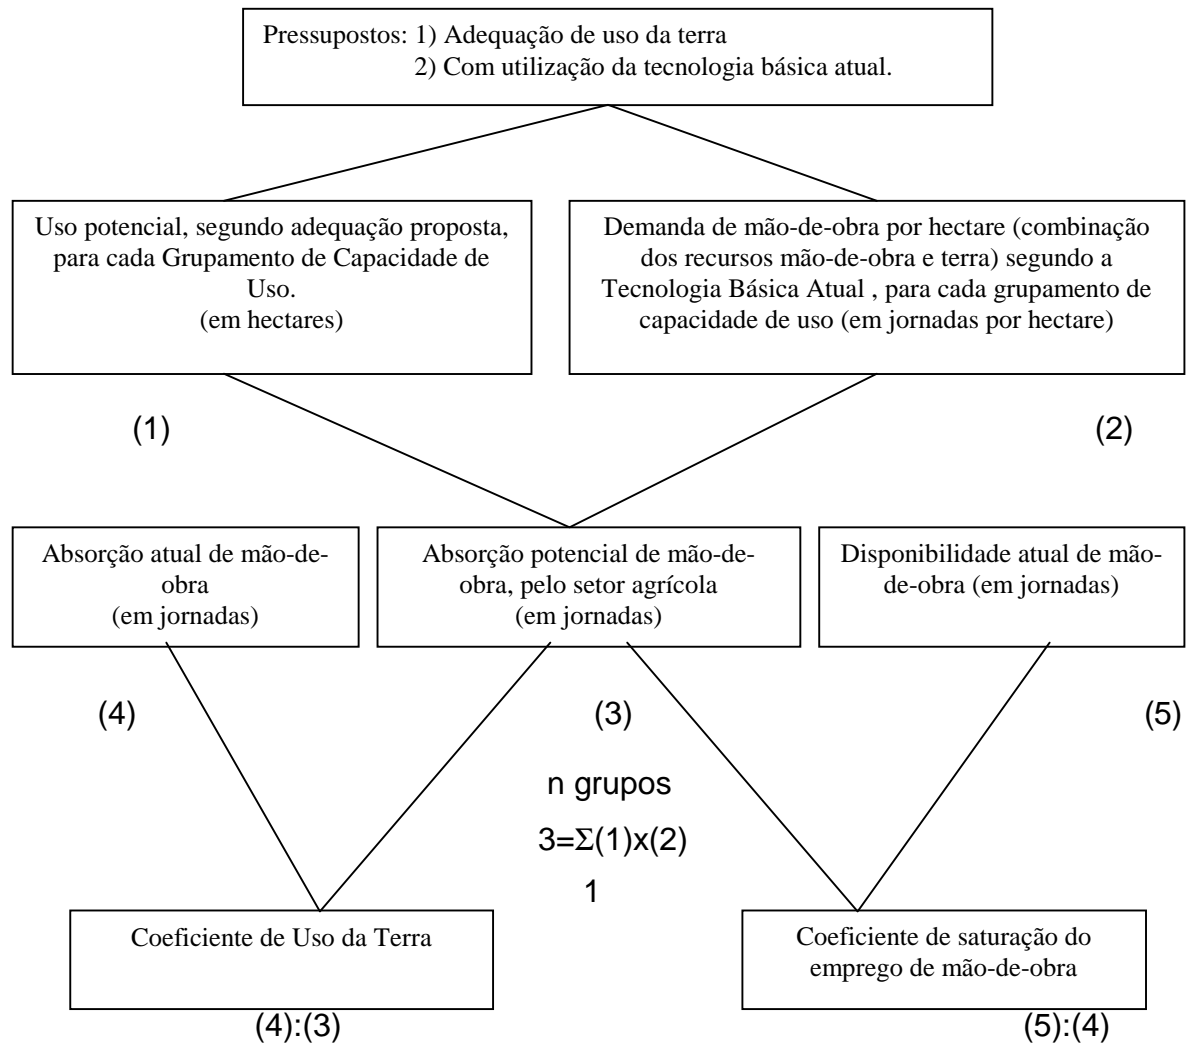 Pressupostos: 1) Adequação de uso da terra
2) Com utilização da tecnologia básica atual.
Uso potencial, segundo adequação proposta,
para cada Grupamento de Capacidade de
Uso.
(em hectares)
Demanda de mão-de-obra por hectare (combinação
dos recursos mão-de-obra e terra) segundo a
Tecnologia Básica Atual , para cada grupamento de
capacidade de uso (em jornadas por hectare)
(1)
(2)
Absorção atual de mão-de-
obra
(em jornadas)
Absorção potencial de mão-de-
obra, pelo setor agrícola
(em jornadas)
Disponibilidade atual de mão-
de-obra (em jornadas)
(4)
(3)
(5)
n grupos
3=Σ(1)x(2)
1
Coeficiente de Uso da Terra
Coeficiente de saturação do
emprego de mão-de-obra
(4):(3)
(5):(4)